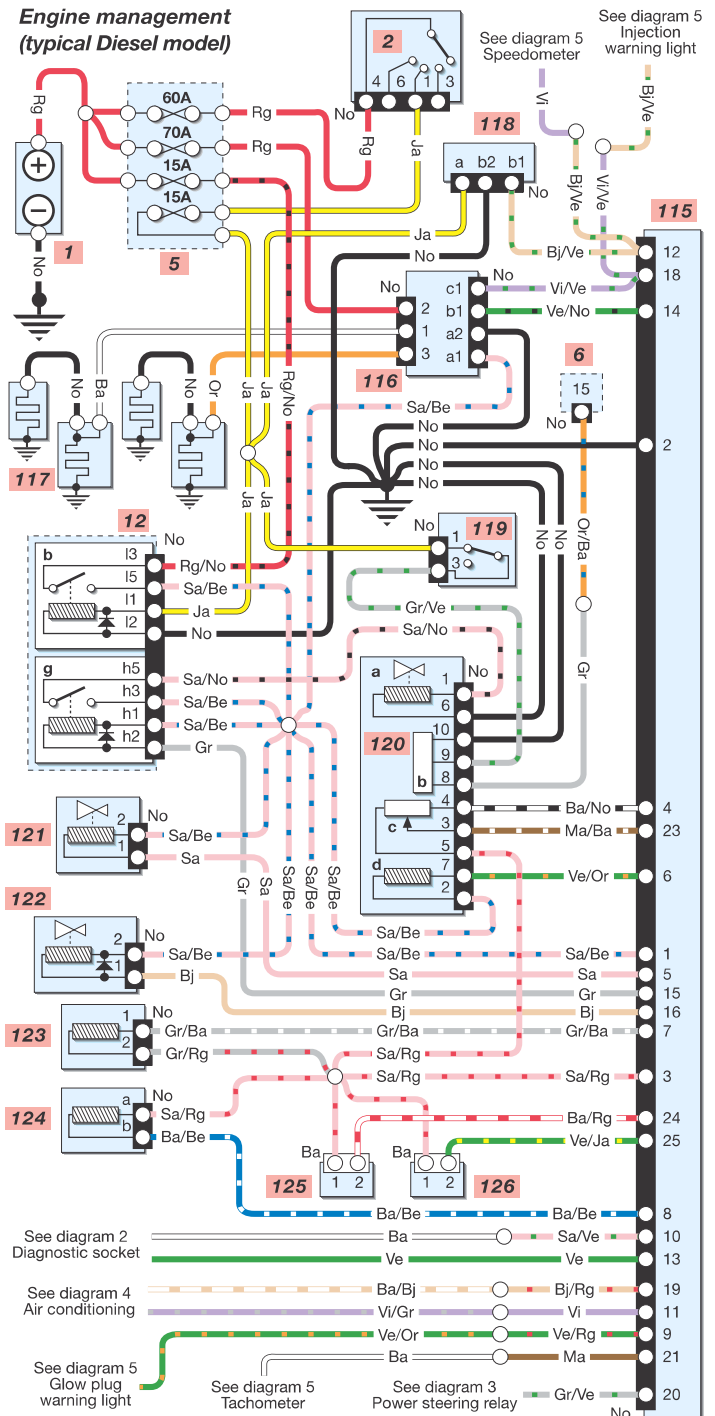 Engine management
(typical Diesel model)
See diagram 5
Speedometer
See diagram 5
Injection
warning light
2
4 6 1 3
No
Rg
Ja
Vi
Bj/Ve
60A
70A
15A
15A
Rg
Rg
Rg
5
+
−
1
No
118
a b2 b1
No
Bj/Ve
Vi/Ve
115
Ja
No
Bj/Ve
12
18
14
No
No
c1
b1
a2
a1
2
1
3
Vi/Ve
Ve/No
116
6
15
No
No
Ba
No
Or
117
Ja
Ja
Rg/No
Sa/Be
No
No
No
No
2
Ja
Ja
12
No
b
l3
l5
l1
l2
Rg/No
Sa/Be
Ja
No
No
119
1
3
No
No
Or/Ba
Gr/Ve
Sa/No
Gr
g
h5
h3
h1
h2
Sa/No
Sa/Be
Sa/Be
Gr
a
No
1
6
10
9
8
4
3
5
7
2
120
b
c
d
Ba/No
4
Ma/Ba
23
Ve/Or
6
121
No
2
1
Sa/Be
Sa
Gr
Sa
Sa/Be
Sa/Be
Sa/Be
122
No
2
1
Sa/Be
Bj
Sa/Be
Sa/Be
Sa/Be
1
Sa
Sa
5
Gr
Gr
15
Bj
Bj
16
123
No
1
2
Gr/Ba
Gr/Ba
Gr/Ba
7
Gr/Rg
Sa/Rg
124
No
a
b
Sa/Rg
Ba/Be
Sa/Rg
Sa/Rg
3
Ba/Rg
24
Ve/Ja
25
Ba
1 2
125
Ba
1 2
126
Ba/Be
Ba/Be
8
See diagram 2
Diagnostic socket
Ba
Sa/Ve
10
Ve
Ve
13
See diagram 4
Air conditioning
Ba/Bj
Bj/Rg
19
Vi/Gr
Vi
11
Ve/Or
Ve/Rg
9
Ba
Ma
21
See diagram 5
Glow plug
warning light
See diagram 5
Tachometer
See diagram 3
Power steering relay
Gr/Ve
20
No